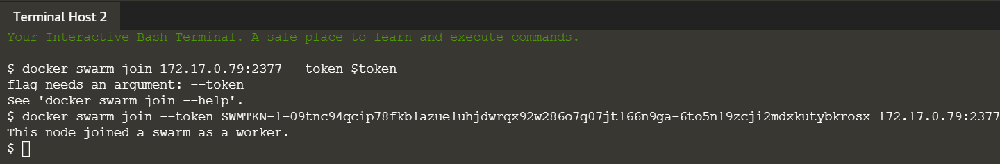 Terminal Host 2
Your Interactive Bash Terminal. A safe place to learn and execute commands.
$ docker swarm join 172.17.0.79:2377 --token $token
flag needs an argument: --token
See 'docker swarm join --help'.
$ docker swarm join --token SWMTKN-1-09tnc94qcip78fkb1azue1uhjdwrqx92w286o7q07jt166n9ga-6to5n19zcji2mdxkutybkrosx 172.17.0.79:2377
This node joined a swarm as a worker.
$